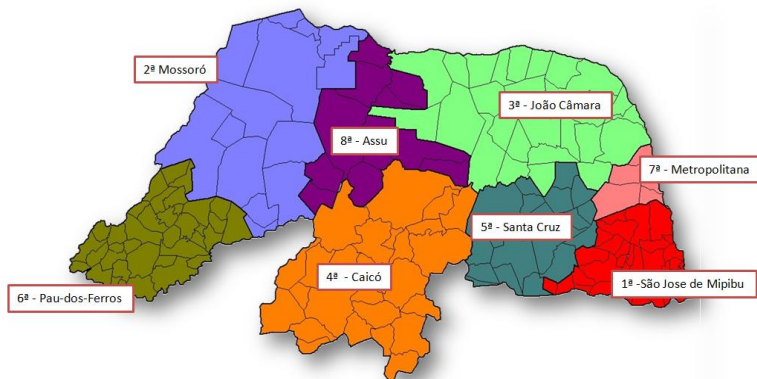 2ª Mossoró
3ª - João Câmara
8ª - Assu
7ª - Metropolitana
5ª - Santa Cruz
4ª - Caicó
1ª -São Jose de Mipibu
6ª - Pau-dos-Ferros